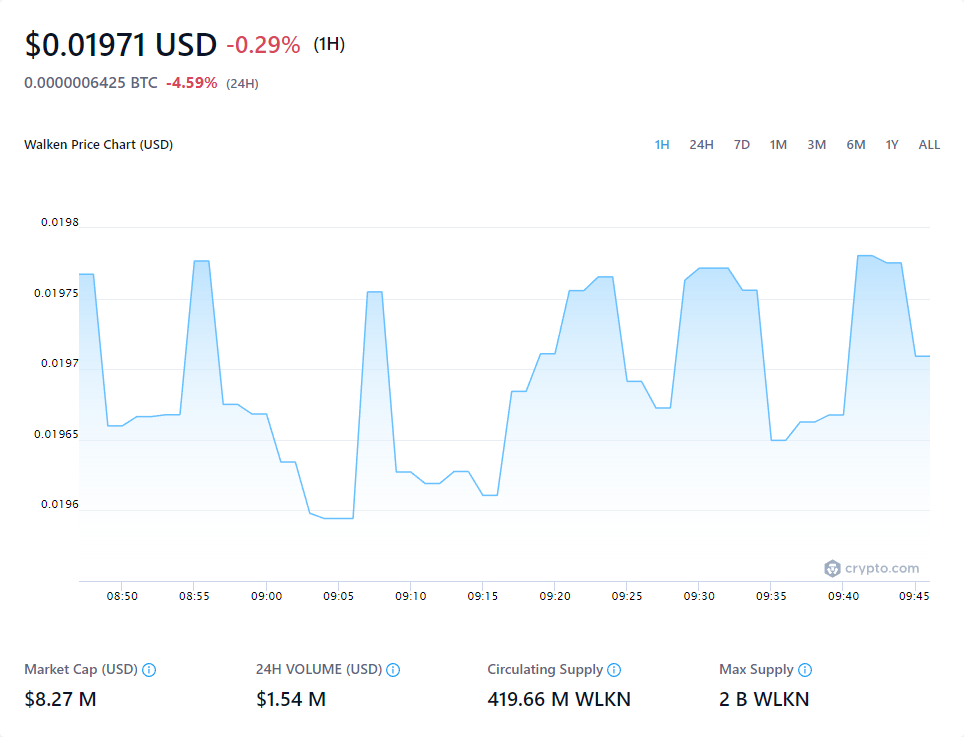 $0.01971 USD -0.29% (1H)
0.0000006425 BTC -4.59% (24H)
Walken Price Chart (USD) 1H 24H 7D 1M 3M 6M 1Y ALL
0.0198
0.01975
0.0197
0.01965
0.0196
crypto.com
08:50 08:55 09:00 09:05 09:10 09:15 09:20 09:25 09:30 09:35 09:40 09:45
Market Cap (USD) 24H VOLUME (USD) Circulating Supply Max Supply
$8.27 M $1.54 M 419.66 M WLKN 2 B WLKN